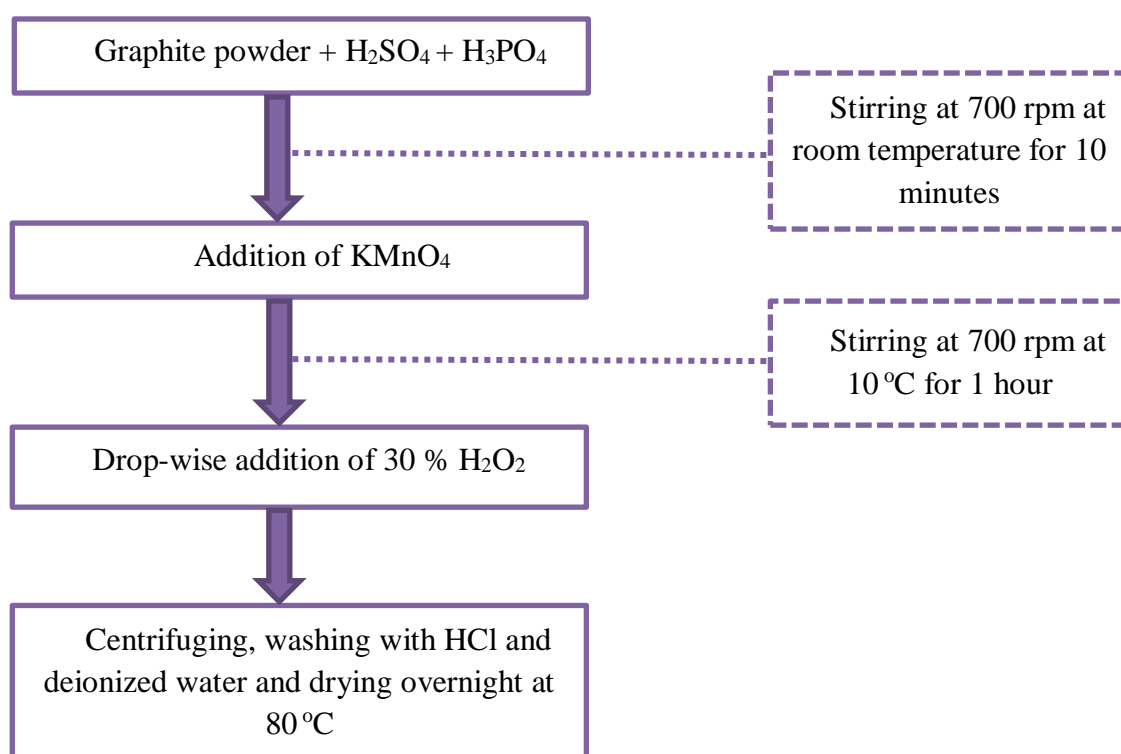 Graphite powder + H₂SO₄ + H₃PO₄
Stirring at 700 rpm at
room temperature for 10
minutes
Addition of KMnO₄
Stirring at 700 rpm at
10 ᵒC for 1 hour
Drop-wise addition of 30 % H₂O₂
Centrifuging, washing with HCl and
deionized water and drying overnight at
80 ᵒC